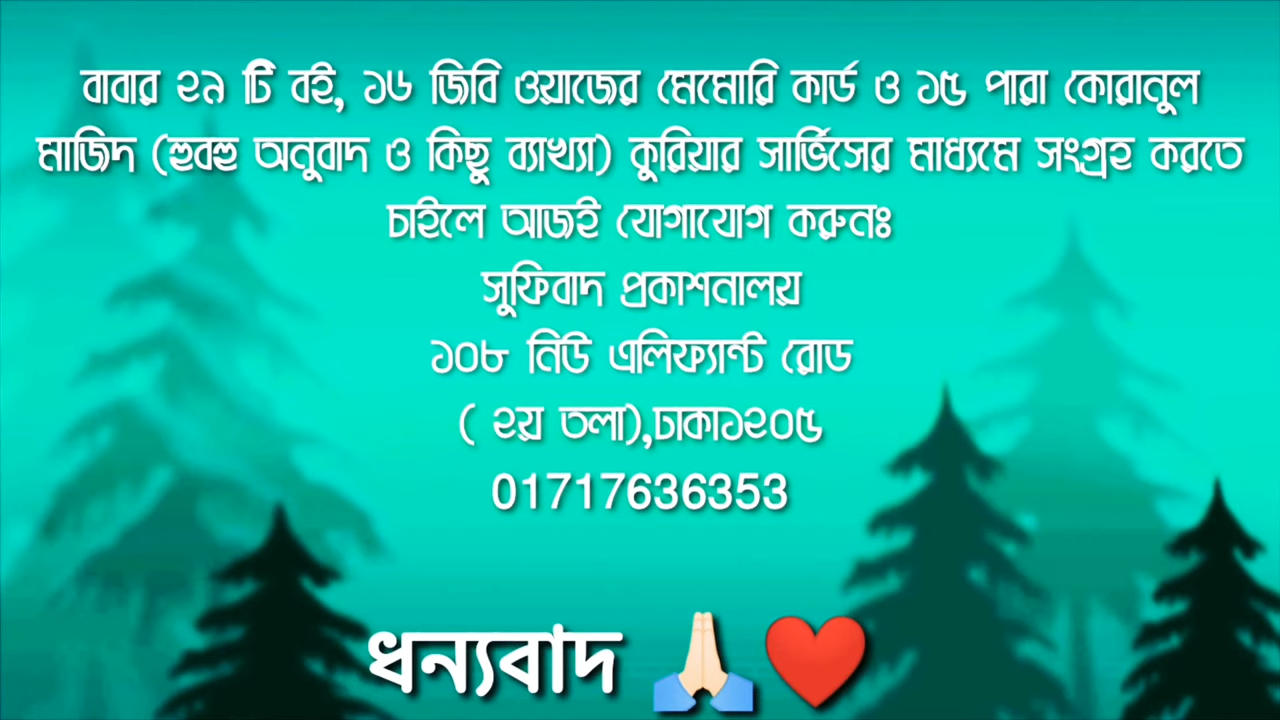 বাবার ২৯ টি বই, ১৬ জিবি ওয়াজের মেমোরি কার্ড ও ১৫ পারা কোরানুল
মাজিদ (হুবহু অনুবাদ ও কিছু ব্যাখ্যা) কুরিয়ার সার্ভিসের মাধ্যমে সংগ্রহ করতে
চাইলে আজই যোগাযোগ করুনঃ
সুফিবাদ প্রকাশনালয়
১০৮ নিউ এলিফ্যান্ট রোড
( ২য় তলা),ঢাকা১২০৫
01717636353
ধন্যবাদ 🙏🏻❤️